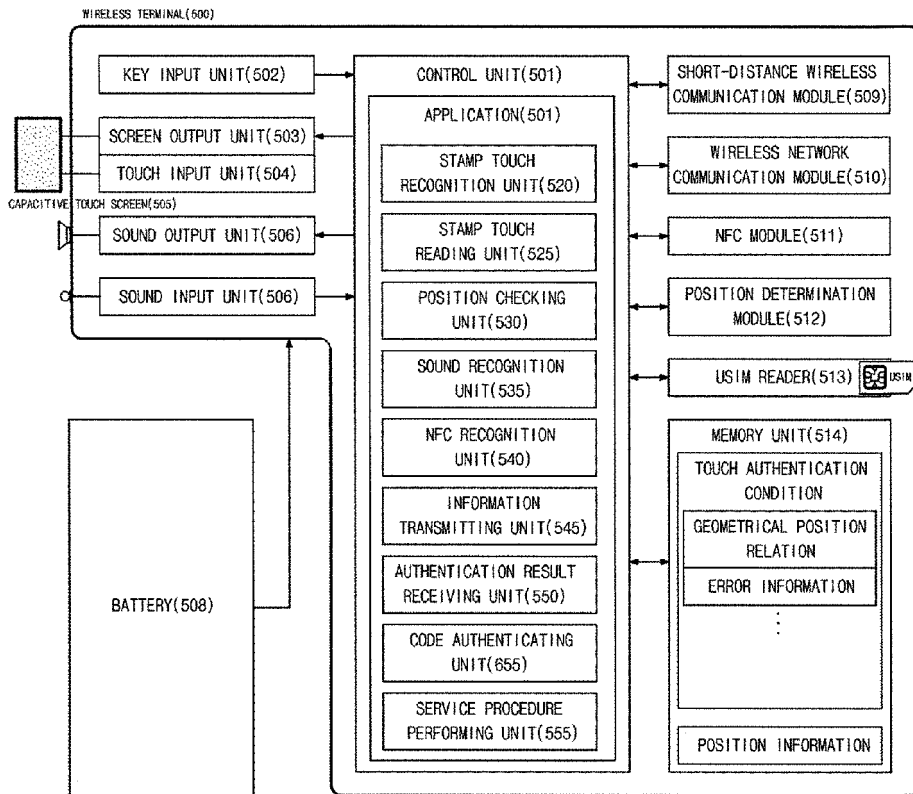 WIRELESS TERMINAL(500)
KEY INPUT UNIT(502)
SCREEN OUTPUT UNIT(503)
TOUCH INPUT UNIT(504)
CAPACITIVE TOUCH SCREEN(505)
SOUND OUTPUT UNIT(506)
SOUND INPUT UNIT(506)
BATTERY(508)
CONTROL UNIT(501)
APPLICATION(501)
STAMP TOUCH
RECOGNITION UNIT(520)
STAMP TOUCH
READING UNIT(525)
POSITION CHECKING
UNIT(530)
SOUND RECOGNITION
UNIT(535)
NFC RECOGNITION
UNIT(540)
INFORMATION
TRANSMITTING UNIT(545)
AUTHENTICATION RESULT
RECEIVING UNIT(550)
CODE AUTHENTICATING
UNIT(655)
SERVICE PROCEDURE
PERFORMING UNIT(555)
SHORT-DISTANCE WIRELESS
COMMUNICATION MODULE(509)
WIRELESS NETWORK
COMMUNICATION MODULE(510)
NFC MODULE(511)
POSITION DETERMINATION
MODULE(512)
USIM READER(513)
USIM
MEMORY UNIT(514)
TOUCH AUTHENTICATION
CONDITION
GEOMETRICAL POSITION
RELATION
ERROR INFORMATION
⋮
POSITION INFORMATION